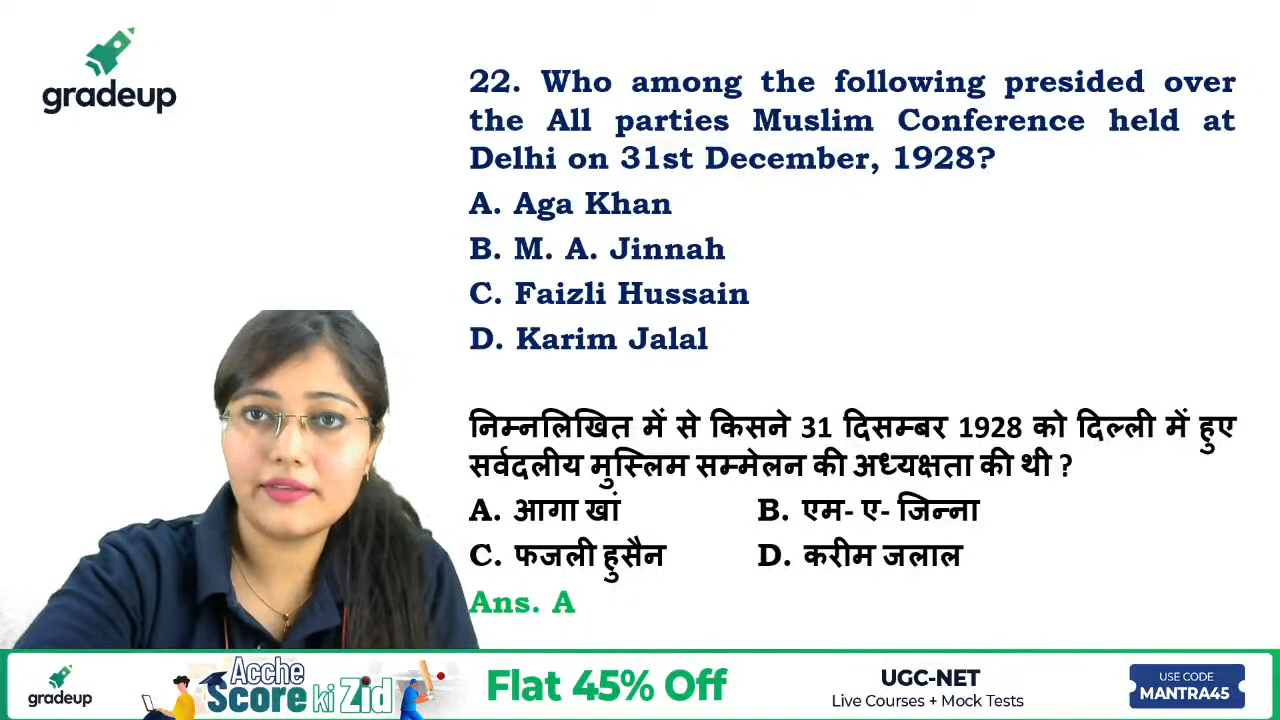 gradeup
22. Who among the following presided over
the All parties Muslim Conference held at
Delhi on 31st December, 1928?
A. Aga Khan
B. M. A. Jinnah
C. Faizli Hussain
D. Karim Jalal
निम्नलिखित में से किसने 31 दिसम्बर 1928 को दिल्ली में हुए
सर्वदलीय मुस्लिम सम्मेलन की अध्यक्षता की थी ?
A. आगा खां B. एम- ए- जिन्ना
C. फजली हुसैन D. करीम जलाल
Ans. A
gradeup
Acche
Score ki Zid
Flat 45% Off
UGC-NET
Live Courses + Mock Tests
USE CODE
MANTRA45